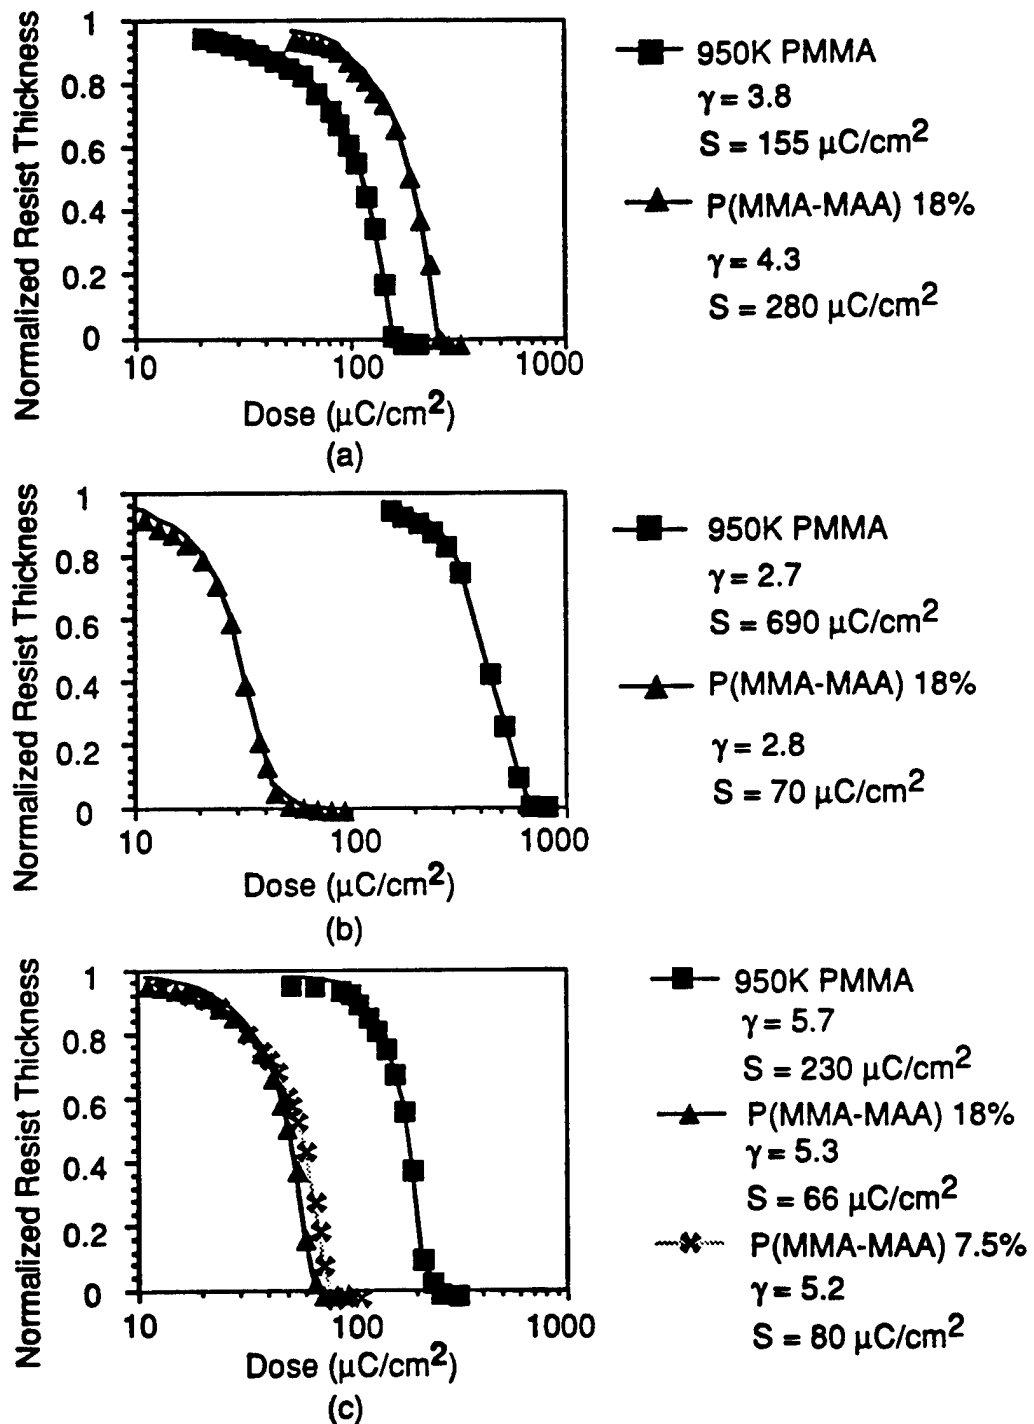 Normalized Resist Thickness
1
0.8
0.6
0.4
0.2
0
10
100
1000
Dose (μC/cm²)
(a)
950K PMMA
γ = 3.8
S = 155 μC/cm²
P(MMA-MAA) 18%
γ = 4.3
S = 280 μC/cm²
Normalized Resist Thickness
1
0.8
0.6
0.4
0.2
0
10
100
1000
Dose (μC/cm²)
(b)
950K PMMA
γ = 2.7
S = 690 μC/cm²
P(MMA-MAA) 18%
γ = 2.8
S = 70 μC/cm²
Normalized Resist Thickness
1
0.8
0.6
0.4
0.2
0
10
100
1000
Dose (μC/cm²)
(c)
950K PMMA
γ = 5.7
S = 230 μC/cm²
P(MMA-MAA) 18%
γ = 5.3
S = 66 μC/cm²
P(MMA-MAA) 7.5%
γ = 5.2
S = 80 μC/cm²